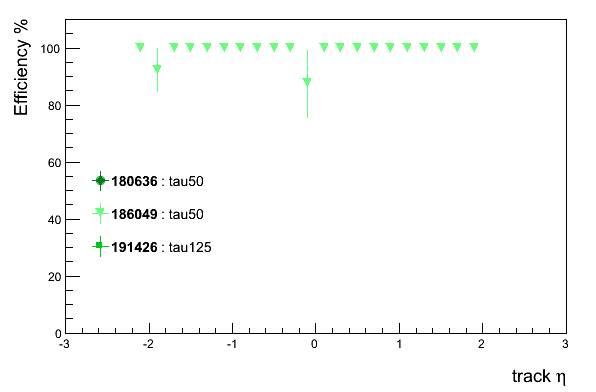 Efficiency %
100
80
60
40
20
0
180636 : tau50
186049 : tau50
191426 : tau125
-3 -2 -1 0 1 2 3
track η